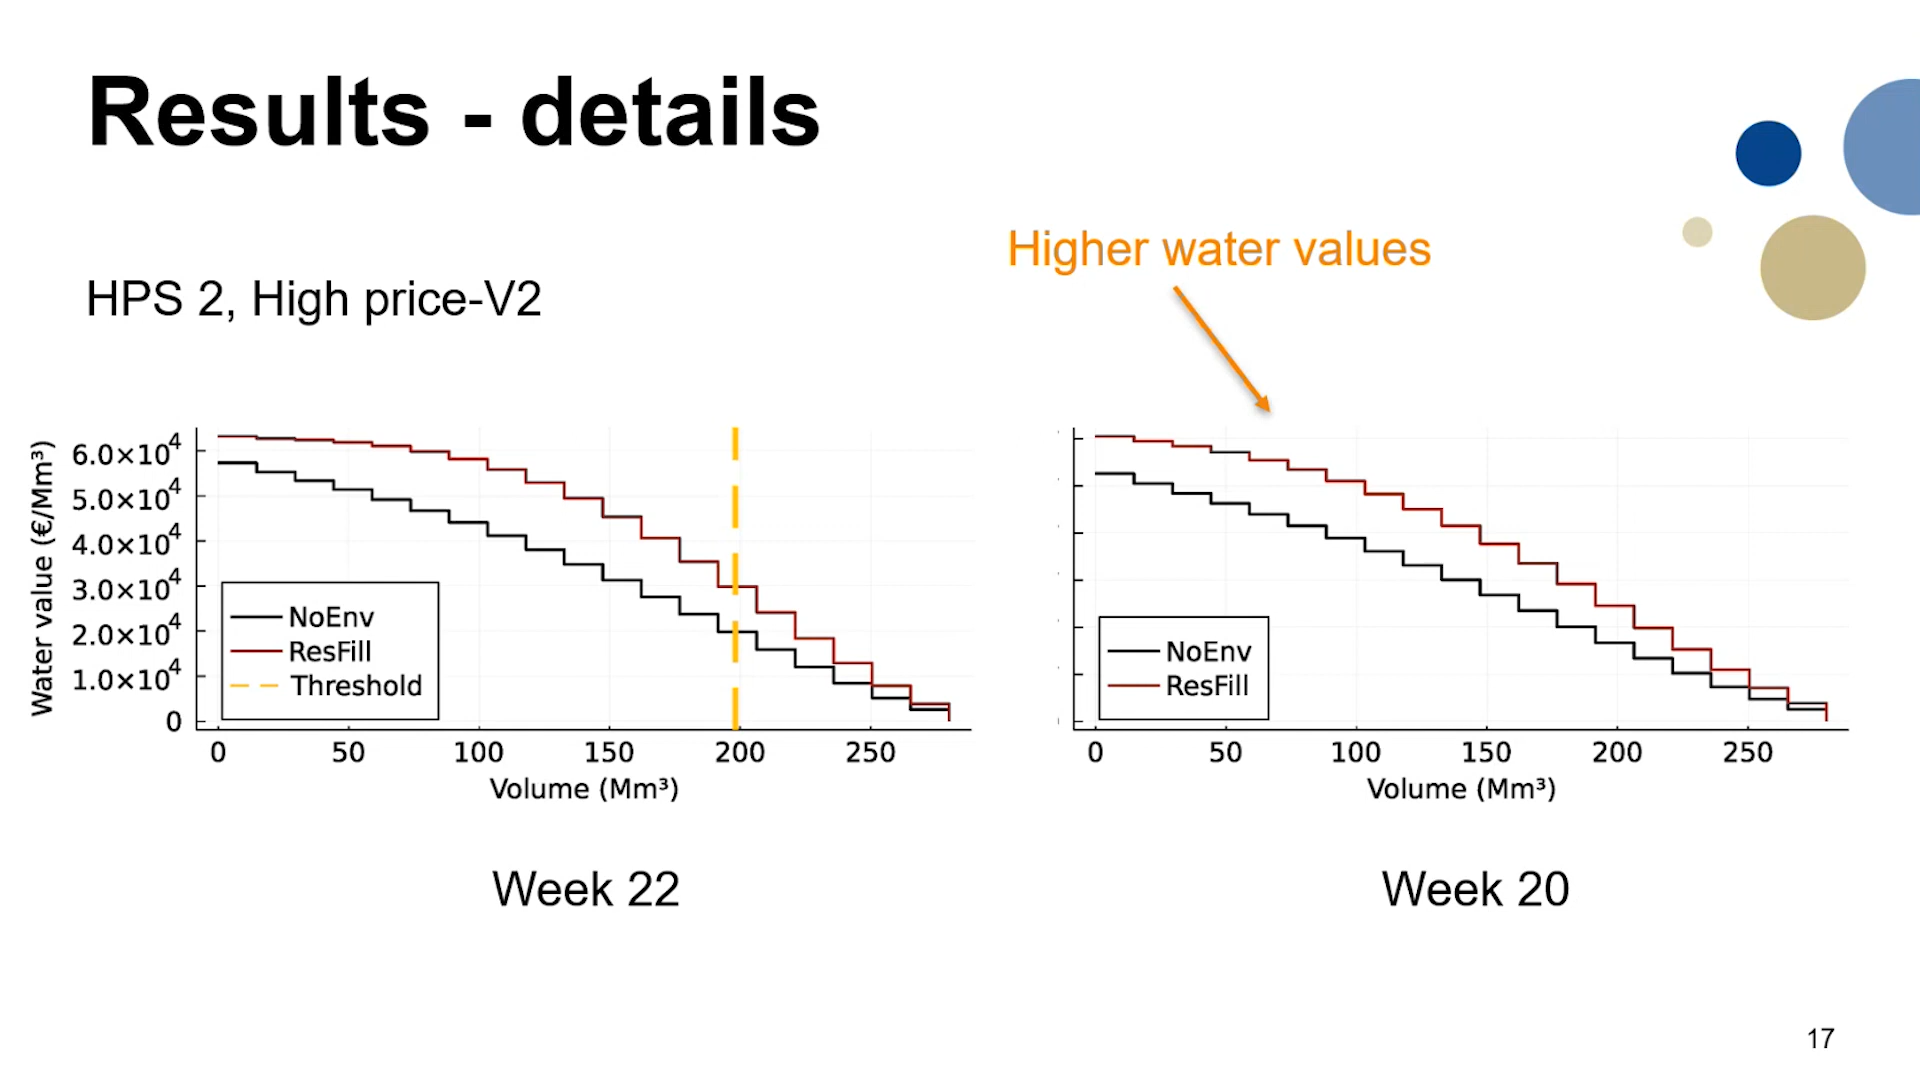 Results - details
Higher water values
HPS 2, High price-V2
Water value (€/Mm³)
6.0×10⁴
5.0×10⁴
4.0×10⁴
3.0×10⁴
2.0×10⁴
1.0×10⁴
0
NoEnv
ResFill
Threshold
0 50 100 150 200 250
Volume (Mm³)
Week 22
NoEnv
ResFill
0 50 100 150 200 250
Volume (Mm³)
Week 20
17